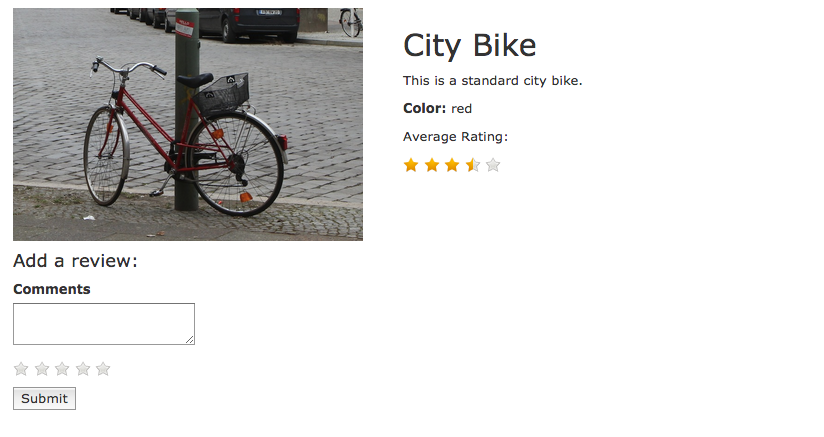 City Bike
This is a standard city bike.
Color: red
Average Rating:
Add a review:
Comments
Submit